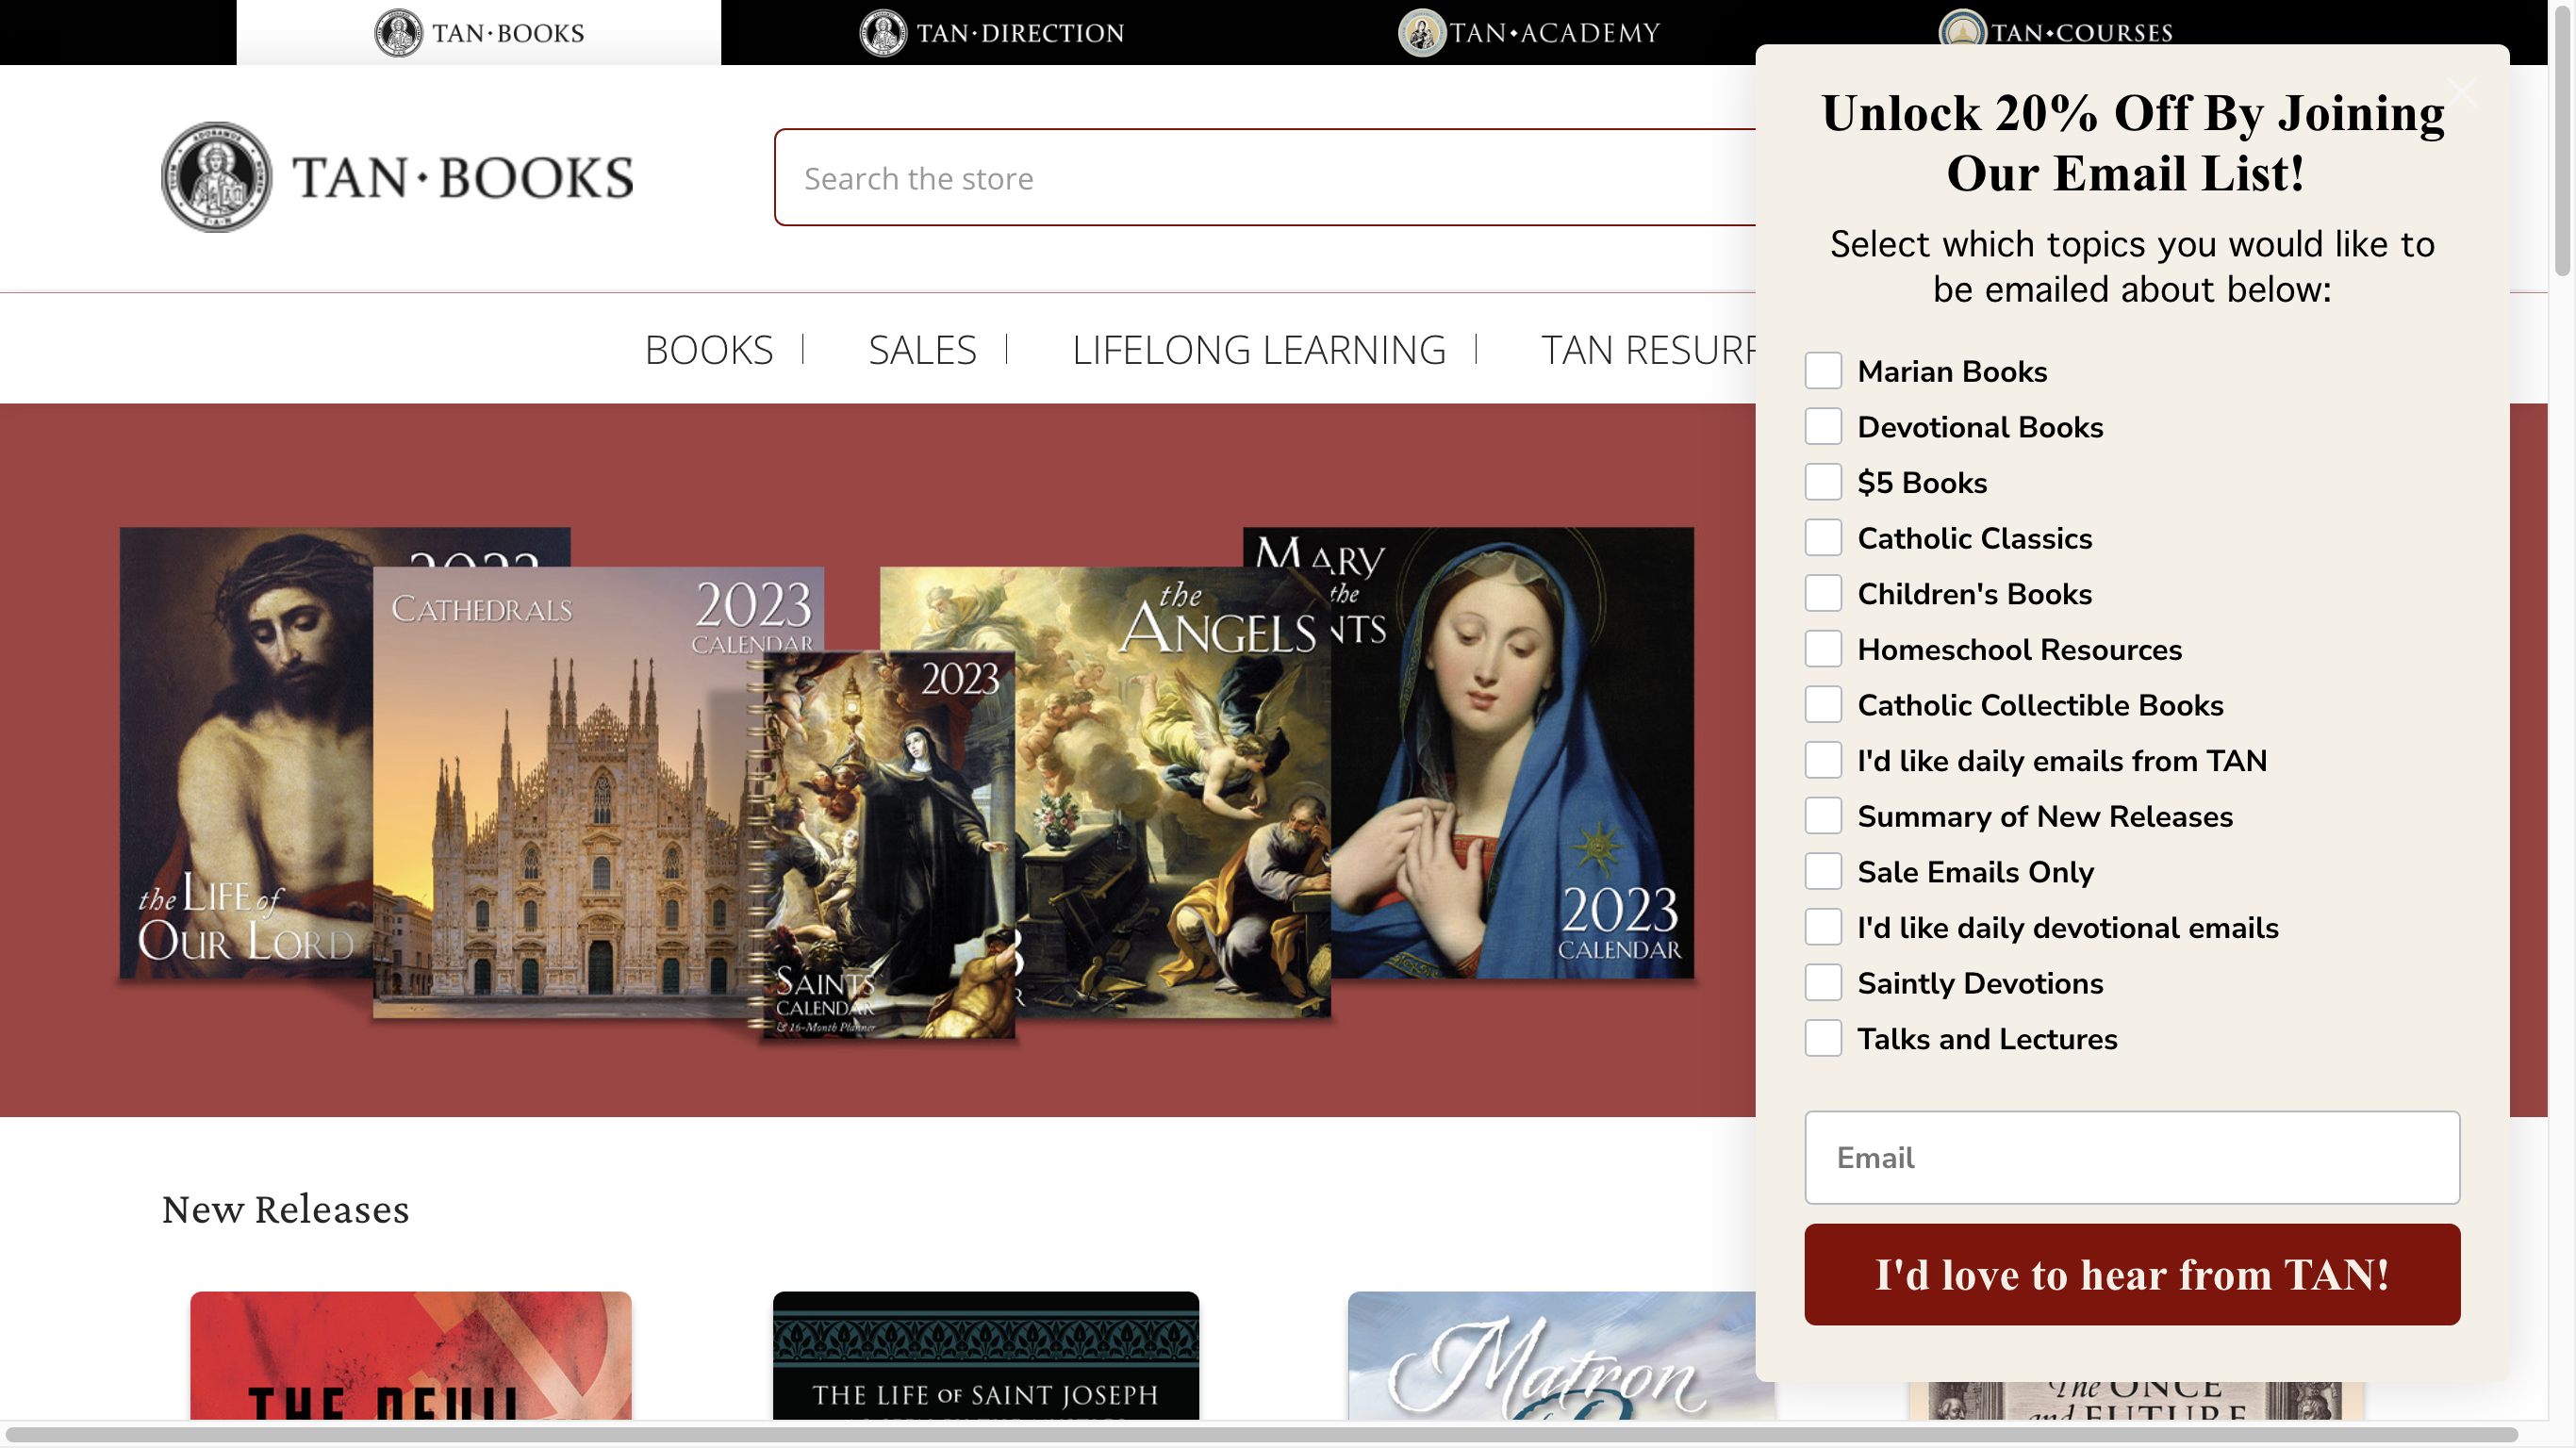 TAN·BOOKS
TAN·DIRECTION
TAN·ACADEMY
TAN·COURSES
TAN·BOOKS
Search the store
BOOKS
SALES
LIFELONG LEARNING
TAN RESURR
Unlock 20% Off By Joining
Our Email List!
Select which topics you would like to
be emailed about below:
Marian Books
Devotional Books
$5 Books
Catholic Classics
Children's Books
Homeschool Resources
Catholic Collectible Books
I'd like daily emails from TAN
Summary of New Releases
Sale Emails Only
I'd like daily devotional emails
Saintly Devotions
Talks and Lectures
Email
I'd love to hear from TAN!
2023
the LIFE of
OUR LORD
CATHEDRALS
2023
CALENDAR
2023
SAINTS
CALENDAR
& 16-Month Planner
the
ANGELS
MARY
the
NTS
2023
CALENDAR
New Releases
THE DEVIL
THE LIFE OF SAINT JOSEPH
Matron
The ONCE
and FUTURE